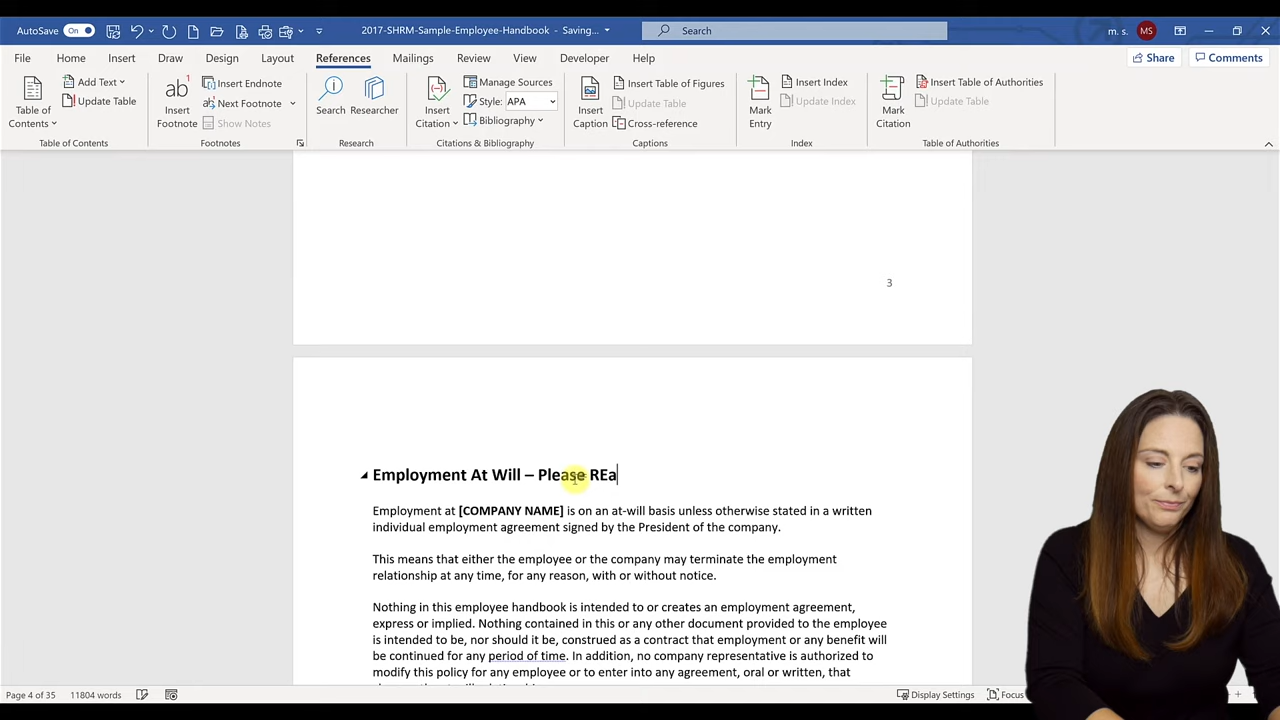 AutoSave On 2017-SHRM-Sample-Employee-Handbook - Saving... Search m. s. MS
File Home Insert Draw Design Layout References Mailings Review View Developer Help Share Comments
Table of Contents
Add Text
Update Table
Table of Contents
ab
1
Insert Footnote
Insert Endnote
Next Footnote
Show Notes
Footnotes
Search
Researcher
Research
Insert Citation
Manage Sources
Style: APA
Bibliography
Citations & Bibliography
Insert Caption
Insert Table of Figures
Update Table
Cross-reference
Captions
Mark Entry
Insert Index
Update Index
Index
Mark Citation
Insert Table of Authorities
Update Table
Table of Authorities
3
Employment At Will – Please REa
Employment at [COMPANY NAME] is on an at-will basis unless otherwise stated in a written
individual employment agreement signed by the President of the company.
This means that either the employee or the company may terminate the employment
relationship at any time, for any reason, with or without notice.
Nothing in this employee handbook is intended to or creates an employment agreement,
express or implied. Nothing contained in this or any other document provided to the employee
is intended to be, nor should it be, construed as a contract that employment or any benefit will
be continued for any period of time. In addition, no company representative is authorized to
modify this policy for any employee or to enter into any agreement, oral or written, that
Page 4 of 35 11804 words Display Settings Focus